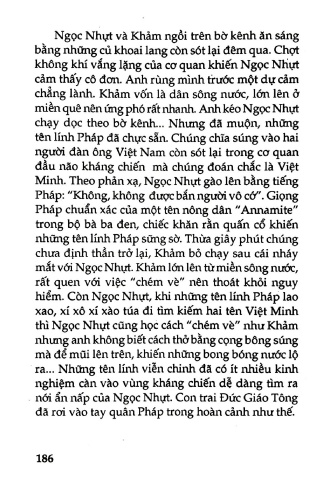 Ngọc Nhựt và Khảm ngồi trên bờ kênh ăn sáng
bằng những củ khoai lang còn sót lại đêm qua. Chợt
không khí vắng lặng của cơ quan khiến Ngọc Nhựt
cảm thấy cô đơn. Anh rùng mình trước một dự cảm
chẳng lành. Khảm vốn là dân sông nước, lớn lên ở
miền quê nên ứng phó rất nhanh. Anh kéo Ngọc Nhựt
chạy dọc theo bờ kênh... Nhưng đã muộn, những
tên lính Pháp đã chực sẵn. Chúng chĩa súng vào hai
người đàn ông Việt Nam còn sót lại trong cơ quan
đầu não kháng chiến mà chúng đoán chắc là Việt
Minh. Theo phản xạ, Ngọc Nhựt gào lên bằng tiếng
Pháp: “Không, không được bắn người vô cớ”. Giọng
Pháp chuẩn xác của một tên nông dân “Annamite”
trong bộ bà ba đen, chiếc khăn rằn quấn cổ khiến
những tên lính Pháp sững sờ. Thừa giây phút chúng
chưa định thần trở lại, Khảm bỏ chạy sau cái nháy
mắt với Ngọc Nhựt. Khảm lớn lên từ miền sông nước,
rất quen với việc “chém vè” nên thoát khỏi nguy
hiểm. Còn Ngọc Nhựt, khi những tên lính Pháp lao
xao, xí xô xí xào túa đi tìm kiếm hai tên Việt Minh
thì Ngọc Nhựt cũng học cách “chém vè” như Khảm
nhưng anh không biết cách thở bằng cọng bông súng
mà để mũi lên trên, khiến những bong bóng nước lộ
ra... Những tên lính viễn chinh đã có ít nhiều kinh
nghiệm càn vào vùng kháng chiến dễ dàng tìm ra
nơi ẩn nấp của Ngọc Nhựt. Con trai Đức Giáo Tông
đã rơi vào tay quân Pháp trong hoàn cảnh như thế.
186